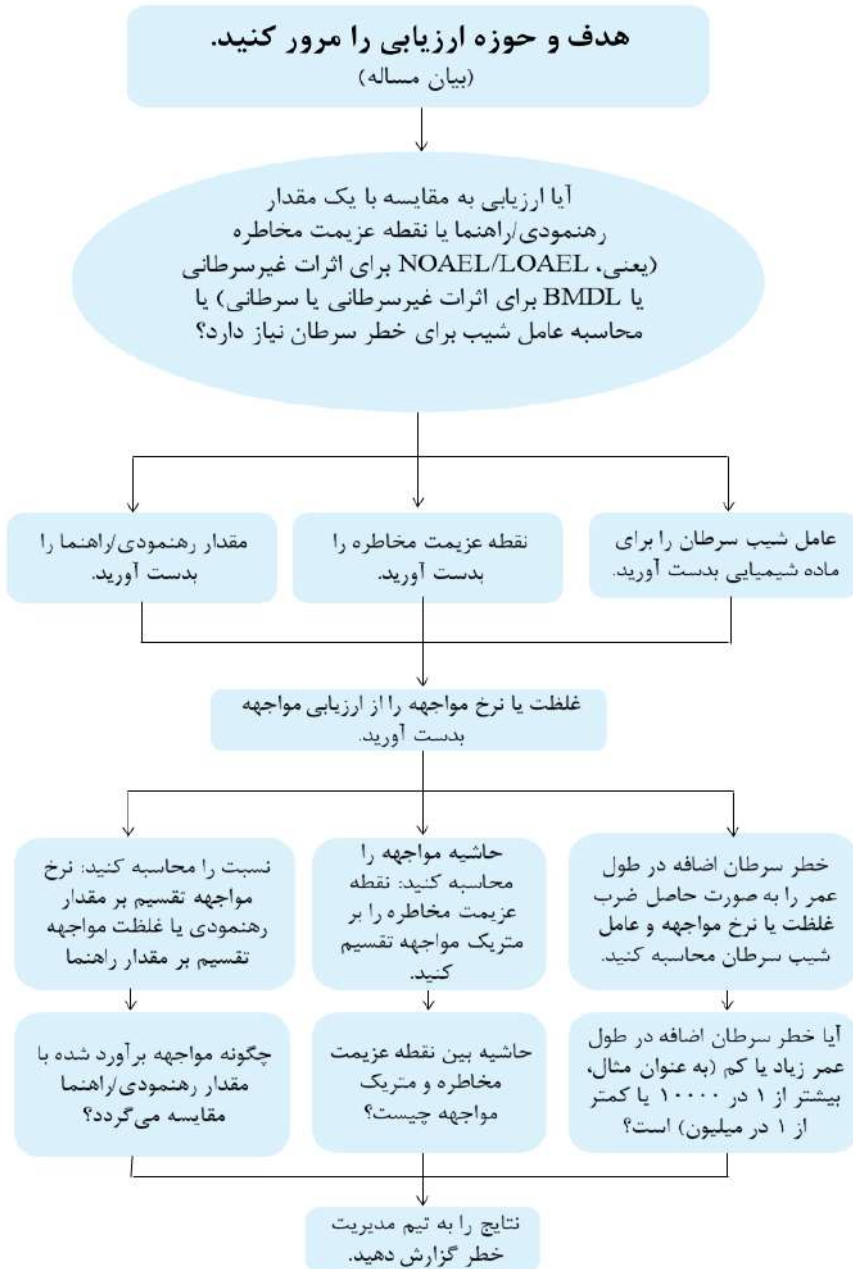 هدف و حوزه ارزیابی را مرور کنید.
(بیان مساله)
آیا ارزیابی به مقایسه با یک مقدار
رهنمودی/راهنما یا نقطه عزیمت مخاطره
(یعنی، NOAEL/LOAEL برای اثرات غیرسرطانی
یا BMDL برای اثرات غیرسرطانی یا سرطانی) یا
محاسبه عامل شیب برای خطر سرطان نیاز دارد؟
عامل شیب سرطان را برای
ماده شیمیایی بدست آورید.
نقطه عزیمت مخاطره را
بدست آورید.
مقدار رهنمودی/راهنما را
بدست آورید.
غلظت یا نرخ مواجهه را از ارزیابی مواجهه
بدست آورید.
خطر سرطان اضافه در طول
عمر را به صورت حاصل ضرب
غلظت یا نرخ مواجهه و عامل
شیب سرطان محاسبه کنید.
حاشیه مواجهه را
محاسبه کنید: نقطه
عزیمت مخاطره را بر
متریک مواجهه تقسیم
کنید.
نسبت را محاسبه کنید: نرخ
مواجهه تقسیم بر مقدار
رهنمودی یا غلظت مواجهه
تقسیم بر مقدار راهنما
آیا خطر سرطان اضافه در طول
عمر زیاد یا کم (به عنوان مثال،
بیشتر از ۱ در ۱۰۰۰۰ یا کمتر
از ۱ در میلیون) است؟
حاشیه بین نقطه عزیمت
مخاطره و متریک
مواجهه چیست؟
چگونه مواجهه برآورد شده با
مقدار رهنمودی/راهنما
مقایسه می‌گردد؟
نتایج را به تیم مدیریت
خطر گزارش دهید.